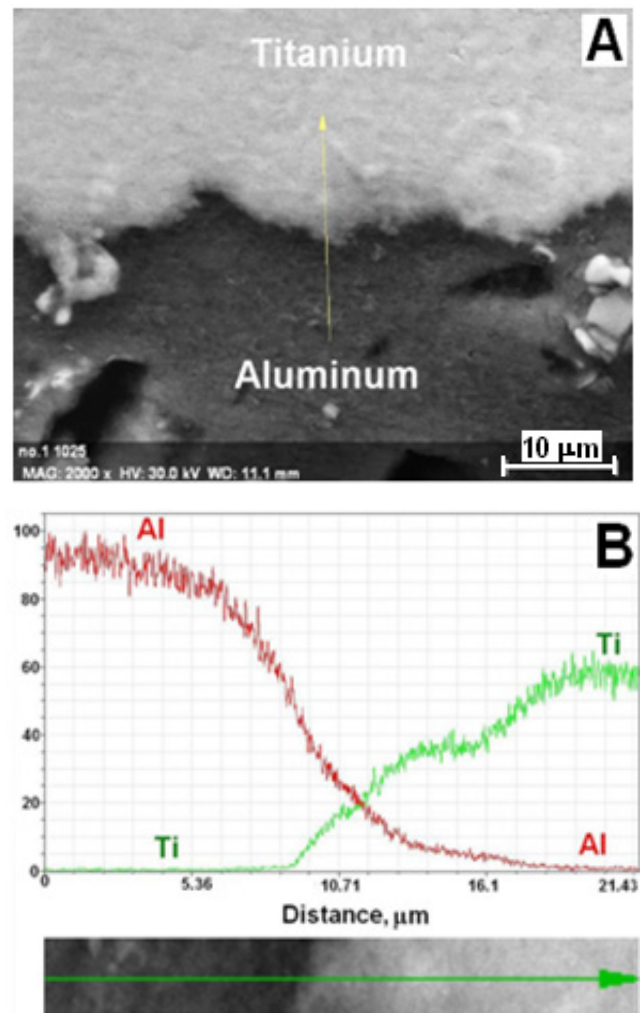 A
Titanium
Aluminum
no.1 1025
MAG: 2000 x HV: 30.0 kV WD: 11.1 mm
10 μm
B
100
80
60
40
20
0
Al
Ti
Ti
Al
0 5.36 10.71 16.1 21.43
Distance, μm